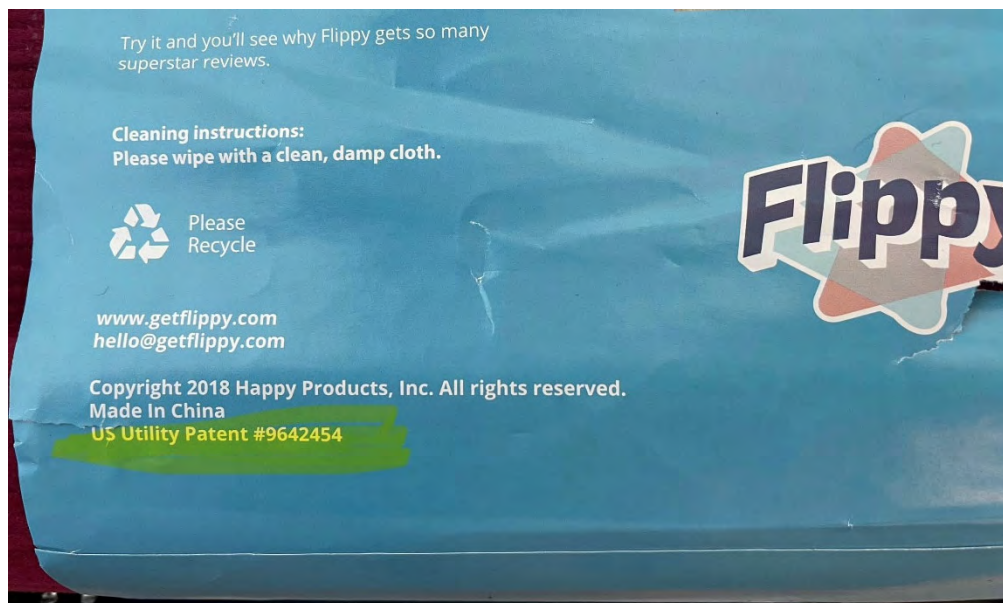 Try it and you'll see why Flippy gets so many
superstar reviews.
Cleaning instructions:
Please wipe with a clean, damp cloth.
Please
Recycle
Flippy
www.getflippy.com
hello@getflippy.com
Copyright 2018 Happy Products, Inc. All rights reserved.
Made In China
US Utility Patent #9642454